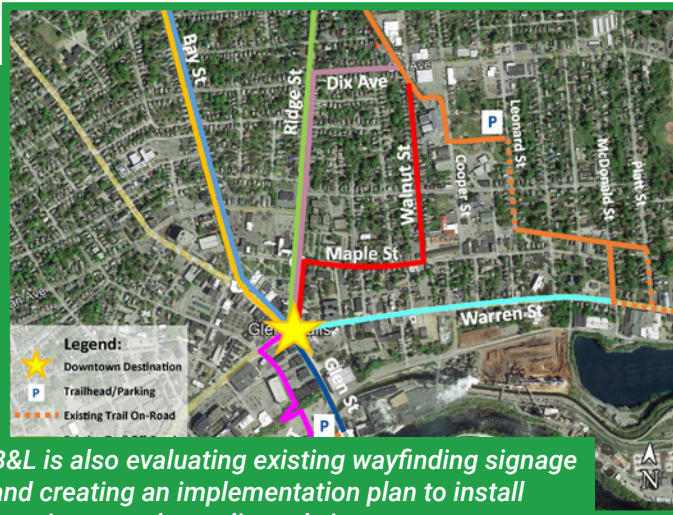 Bay St.
Ridge St
Dix Ave
Ave
Leonard St
P
Walnut St
Cooper St
McDonald St
Platt St
Maple St
Warren St
Glen St
Legend:
Downtown Destination
P
Trailhead/Parking
Existing Trail On-Road
P
N
B&L is also evaluating existing wayfinding signage
and creating an implementation plan to install